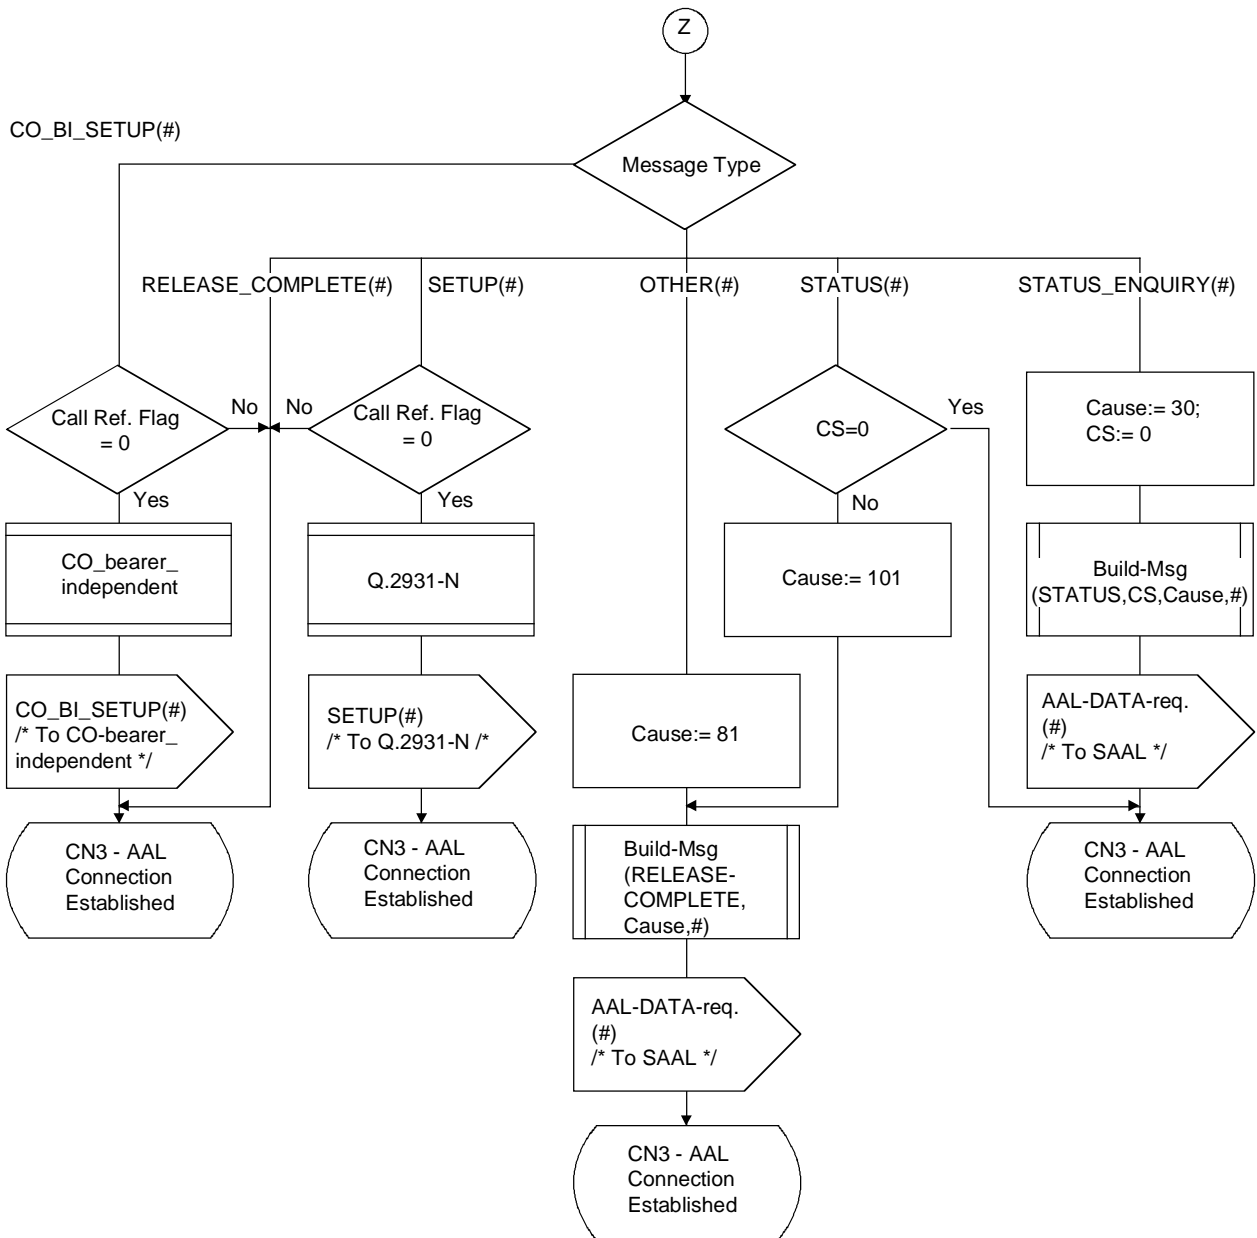 Z
CO_BI_SETUP(#)
Message Type
RELEASE_COMPLETE(#)
SETUP(#)
OTHER(#)
STATUS(#)
STATUS_ENQUIRY(#)
Call Ref. Flag
= 0
No
No
Call Ref. Flag
= 0
CS=0
Yes
Cause:= 30;
CS:= 0
Yes
Yes
No
CO_bearer_
independent
Q.2931-N
Cause:= 101
Build-Msg
(STATUS,CS,Cause,#)
CO_BI_SETUP(#)
/* To CO-bearer_
independent */
SETUP(#)
/* To Q.2931-N /*
Cause:= 81
AAL-DATA-req.
(#)
/* To SAAL */
CN3 - AAL
Connection
Established
CN3 - AAL
Connection
Established
Build-Msg
(RELEASE-
COMPLETE,
Cause,#)
CN3 - AAL
Connection
Established
AAL-DATA-req.
(#)
/* To SAAL */
CN3 - AAL
Connection
Established